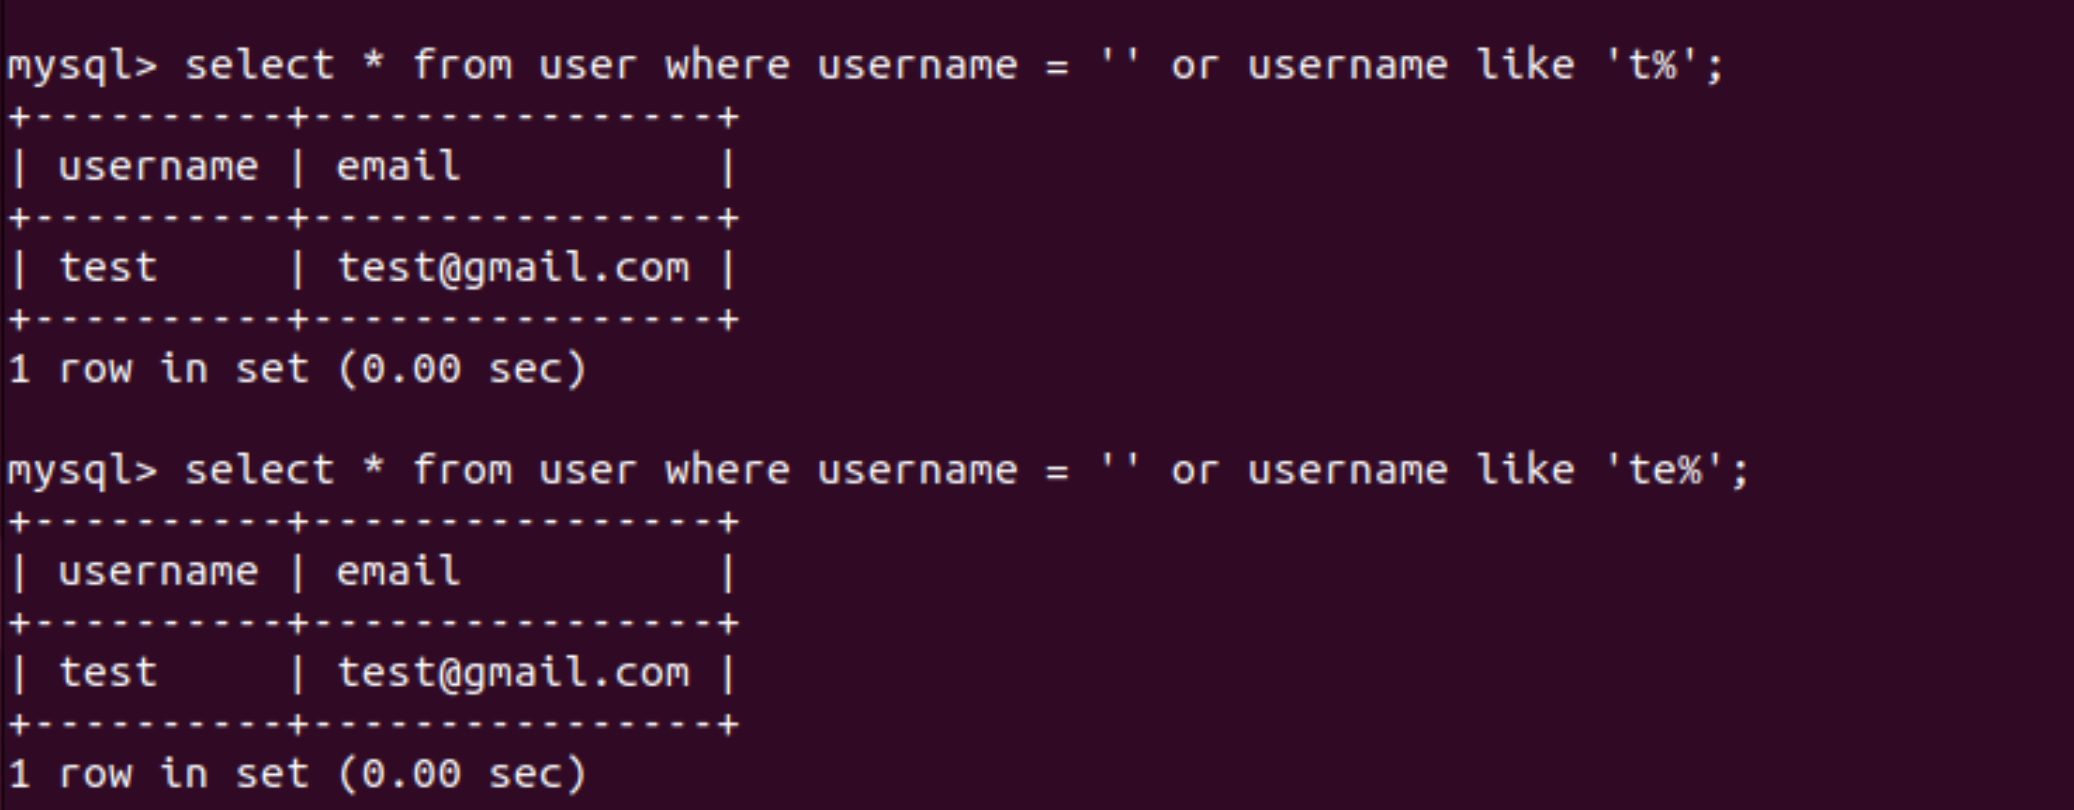 mysql> select * from user where username = '' or username like 't%';
+----------+----------------+
| username | email          |
+----------+----------------+
| test     | test@gmail.com |
+----------+----------------+
1 row in set (0.00 sec)
mysql> select * from user where username = '' or username like 'te%';
+----------+----------------+
| username | email          |
+----------+----------------+
| test     | test@gmail.com |
+----------+----------------+
1 row in set (0.00 sec)